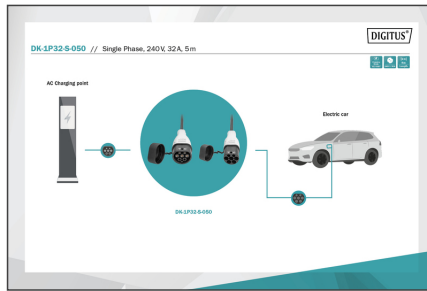 DIGITUS®
DK-1P32-S-050 // Single Phase, 240V, 32A, 5m
AC Charging point
Electric car
DK-1P32-S-050